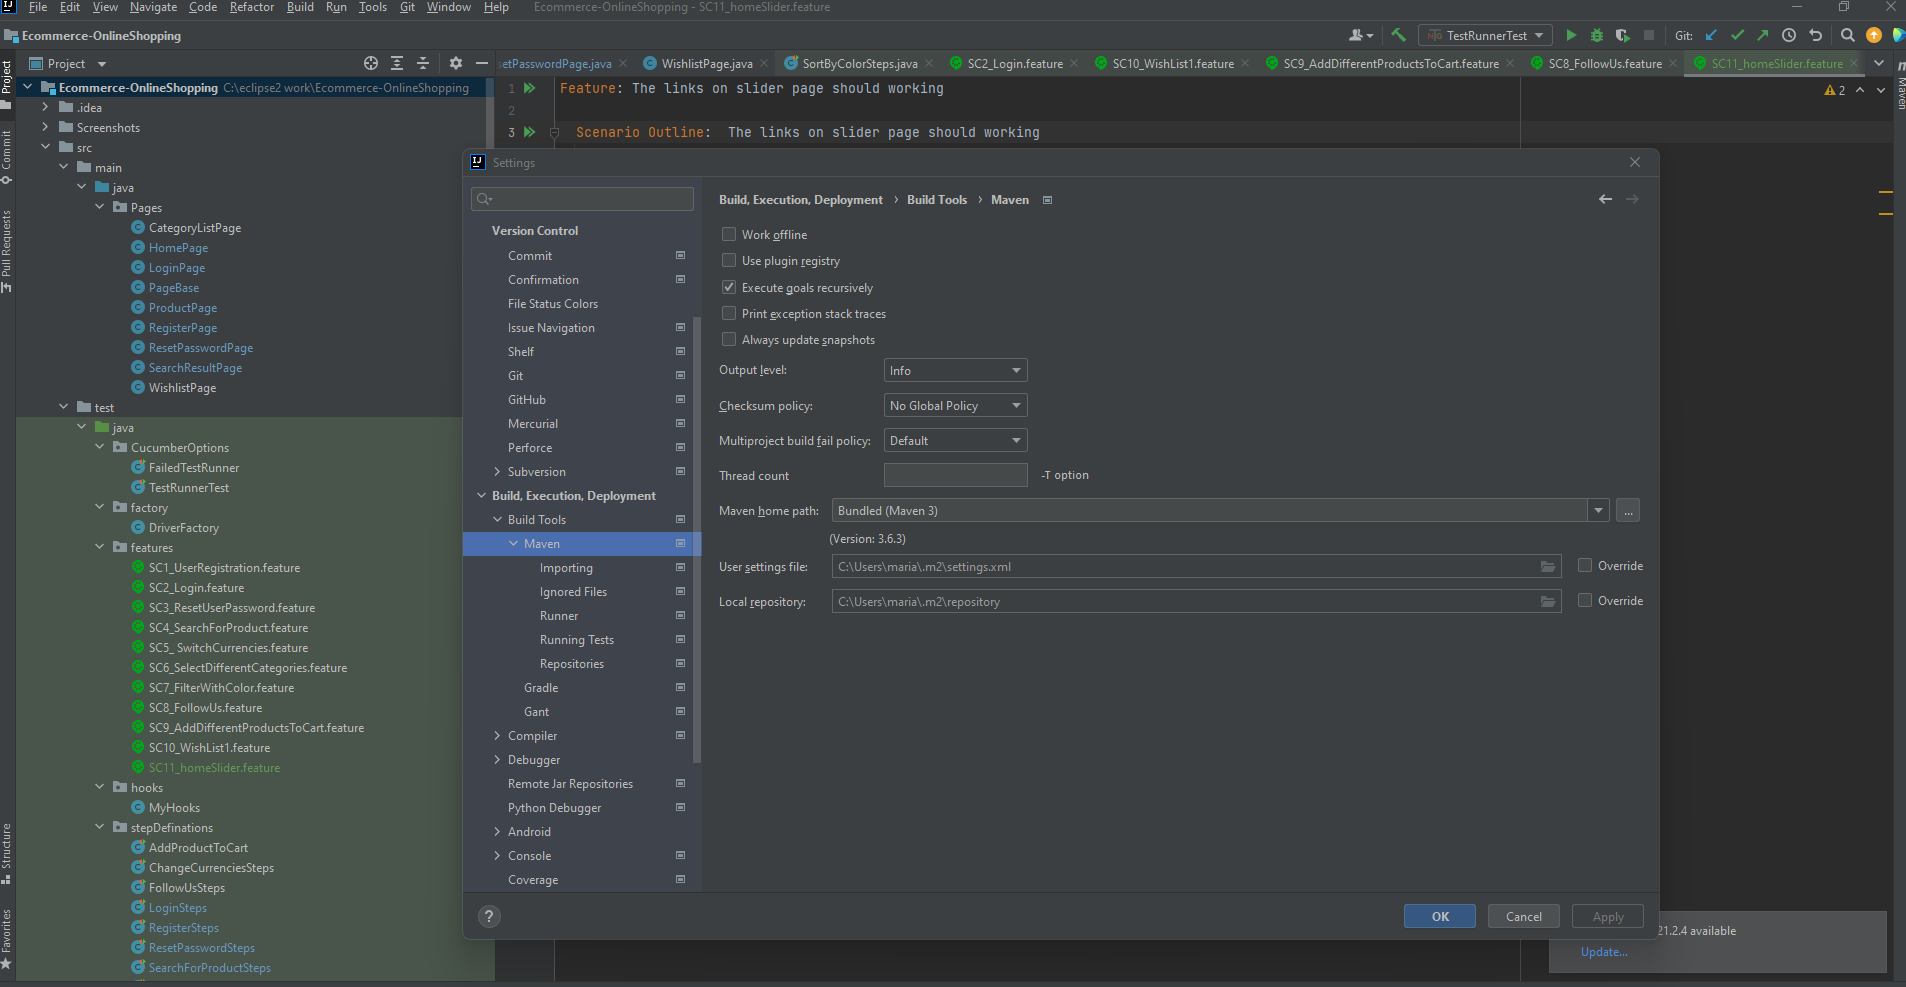 File Edit View Navigate Code Refactor Build Run Tools Git Window Help Ecommerce-OnlineShopping - SC11_homeSlider.feature
Ecommerce-OnlineShopping
TestRunnerTest
Git:
Project
etPasswordPage.java
WishlistPage.java
SortByColorSteps.java
SC2_Login.feature
SC10_WishList1.feature
SC9_AddDifferentProductsToCart.feature
SC8_FollowUs.feature
SC11_homeSlider.feature
Project
Commit
Pull Requests
Structure
Favorites
Maven
Ecommerce-OnlineShopping C:\eclipse2 work\Ecommerce-OnlineShopping
.idea
Screenshots
src
main
java
Pages
CategoryListPage
HomePage
LoginPage
PageBase
ProductPage
RegisterPage
ResetPasswordPage
SearchResultPage
WishlistPage
test
java
CucumberOptions
FailedTestRunner
TestRunnerTest
factory
DriverFactory
features
SC1_UserRegistration.feature
SC2_Login.feature
SC3_ResetUserPassword.feature
SC4_SearchForProduct.feature
SC5_ SwitchCurrencies.feature
SC6_SelectDifferentCategories.feature
SC7_FilterWithColor.feature
SC8_FollowUs.feature
SC9_AddDifferentProductsToCart.feature
SC10_WishList1.feature
SC11_homeSlider.feature
hooks
MyHooks
stepDefinations
AddProductToCart
ChangeCurrenciesSteps
FollowUsSteps
LoginSteps
RegisterSteps
ResetPasswordSteps
SearchForProductSteps
1 Feature: The links on slider page should working
2
3 Scenario Outline: The links on slider page should working
2
Settings
Version Control
Commit
Confirmation
File Status Colors
Issue Navigation
Shelf
Git
GitHub
Mercurial
Perforce
Subversion
Build, Execution, Deployment
Build Tools
Maven
Importing
Ignored Files
Runner
Running Tests
Repositories
Gradle
Gant
Compiler
Debugger
Remote Jar Repositories
Python Debugger
Android
Console
Coverage
Build, Execution, Deployment › Build Tools › Maven
Work offline
Use plugin registry
Execute goals recursively
Print exception stack traces
Always update snapshots
Output level: Info
Checksum policy: No Global Policy
Multiproject build fail policy: Default
Thread count -T option
Maven home path: Bundled (Maven 3) ...
(Version: 3.6.3)
User settings file: C:\Users\maria\.m2\settings.xml Override
Local repository: C:\Users\maria\.m2\repository Override
?
OK Cancel Apply
21.2.4 available
Update...